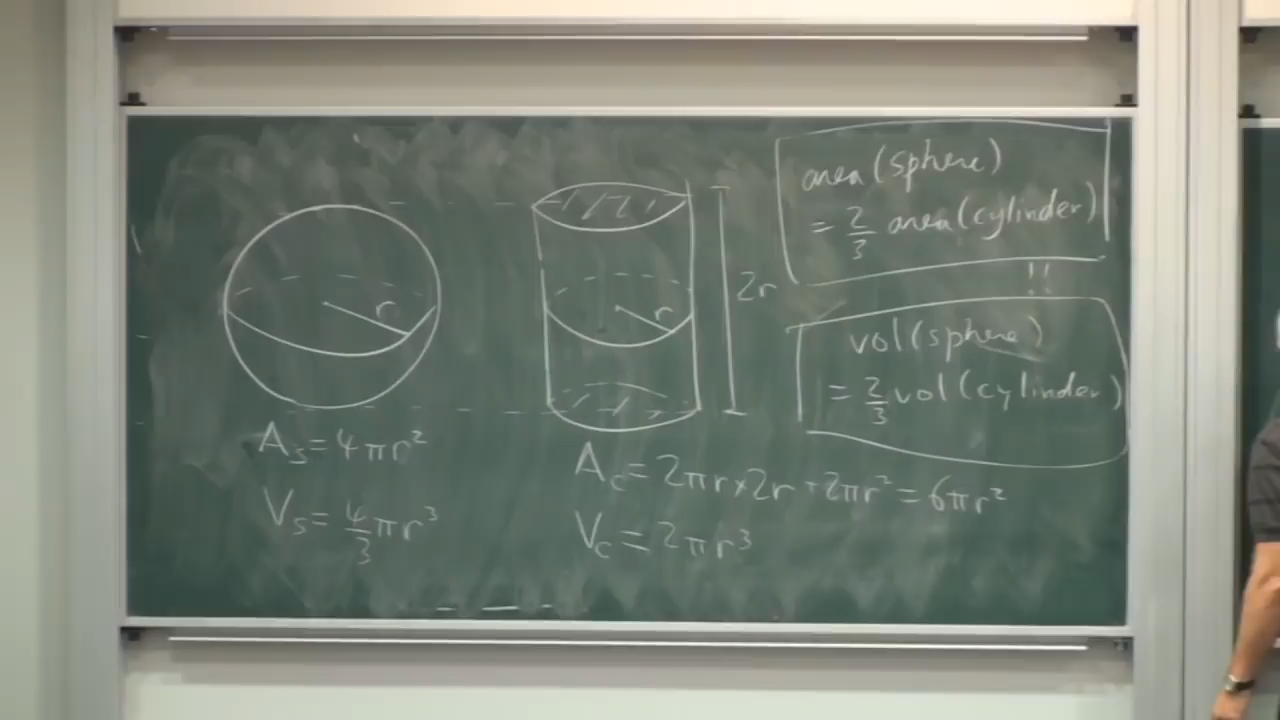 r
A_s = 4πr²
V_s = 4/3 πr³
r
2r
A_c = 2πr × 2r + 2πr² = 6πr²
V_c = 2πr³
area(sphere)
= 2/3 area(cylinder)
!!
vol(sphere)
= 2/3 vol(cylinder)